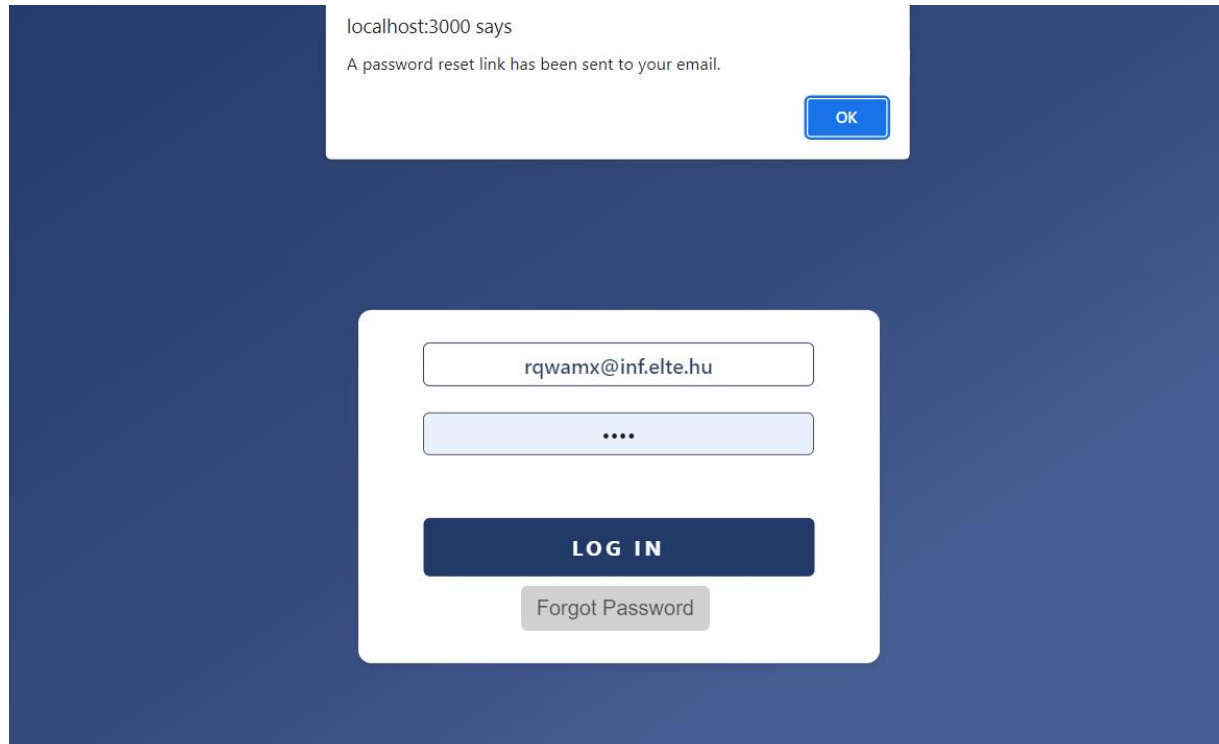 localhost:3000 says
A password reset link has been sent to your email.
OK
rqwamx@inf.elte.hu
••••
LOG IN
Forgot Password